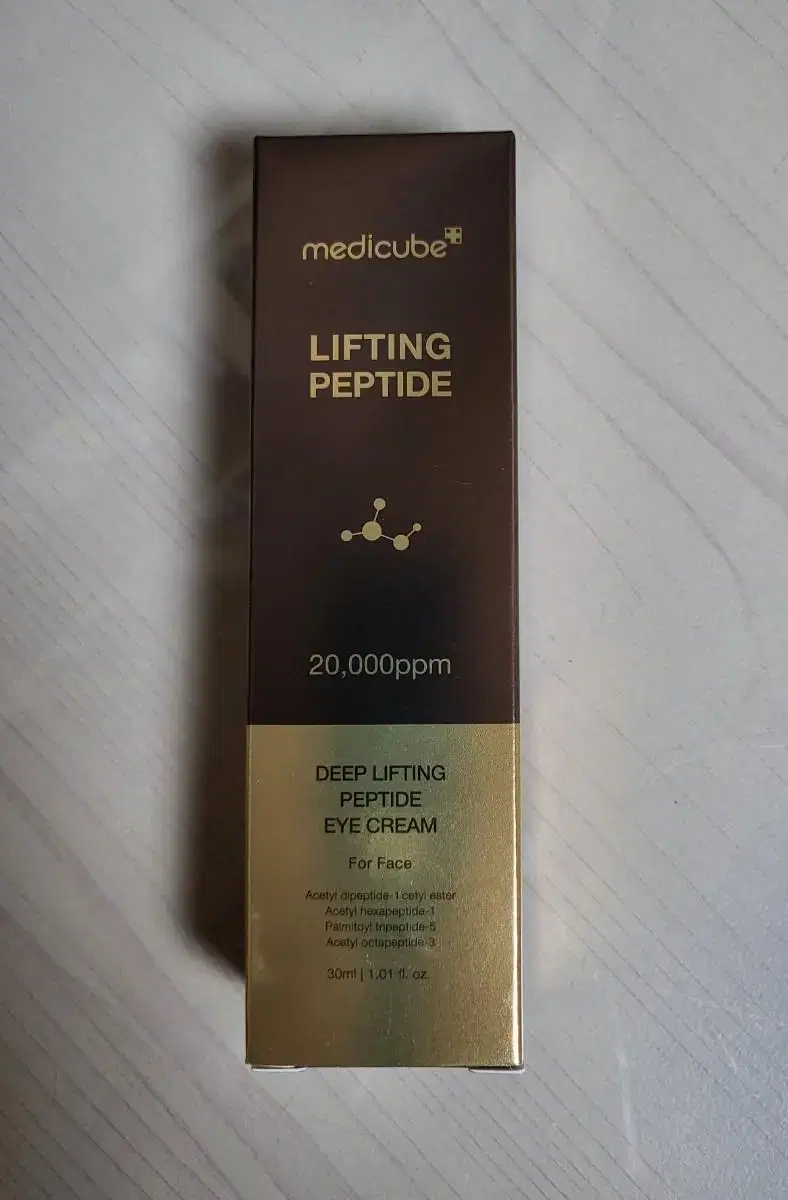 medicube
LIFTING
PEPTIDE
20,000ppm
DEEP LIFTING
PEPTIDE
EYE CREAM
For Face
Acetyl dipeptide-1 cetyl ester
Acetyl hexapeptide-1
Palmitoyl tripeptide-5
Acetyl octapeptide-3
30ml | 1.01 fl. oz.